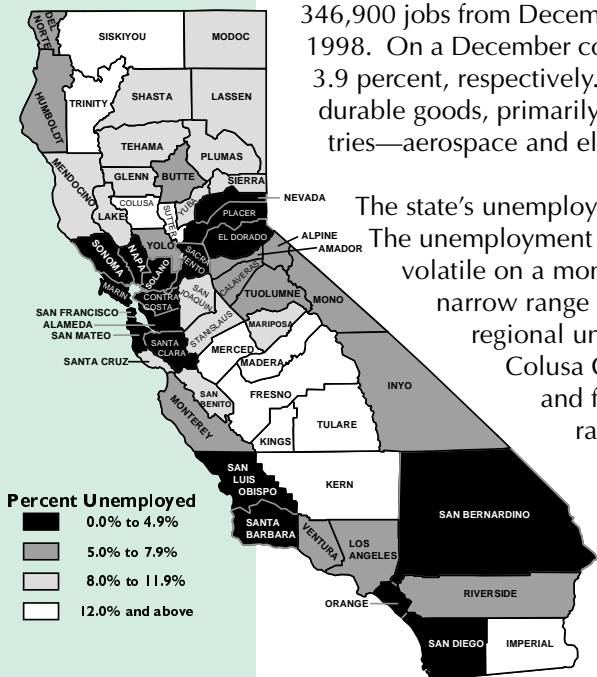 346,900 jobs from Decem
1998. On a December co
3.9 percent, respectively.
durable goods, primarily
tries—aerospace and el
The state's unemploy
The unemployment
volatile on a mon
narrow range
regional un
Colusa C
and f
ra
DEL NORTE
SISKIYOU
MODOC
HUMBOLDT
TRINITY
SHASTA
LASSEN
TEHAMA
PLUMAS
MENDOCINO
GLENN
BUTTE
SIERRA
COLUSA
LAKE
SUTTER
YUBA
NEVADA
PLACER
EL DORADO
ALPINE
AMADOR
SONOMA
NAPA
YOLO
SACRA
MENTO
SOLANO
MARIN
CONTRA
COSTA
SAN
JOAQUIN
CALAVERAS
TUOLUMNE
MONO
SAN FRANCISCO
ALAMEDA
SAN MATEO
STANISLAUS
MARIPOSA
SANTA
CLARA
SANTA CRUZ
MERCED
MADERA
SAN
BENITO
FRESNO
INYO
MONTEREY
KINGS
TULARE
SAN
LUIS
OBISPO
KERN
SAN BERNARDINO
SANTA
BARBARA
VENTURA
LOS
ANGELES
ORANGE
RIVERSIDE
SAN DIEGO
IMPERIAL
Percent Unemployed
0.0% to 4.9%
5.0% to 7.9%
8.0% to 11.9%
12.0% and above